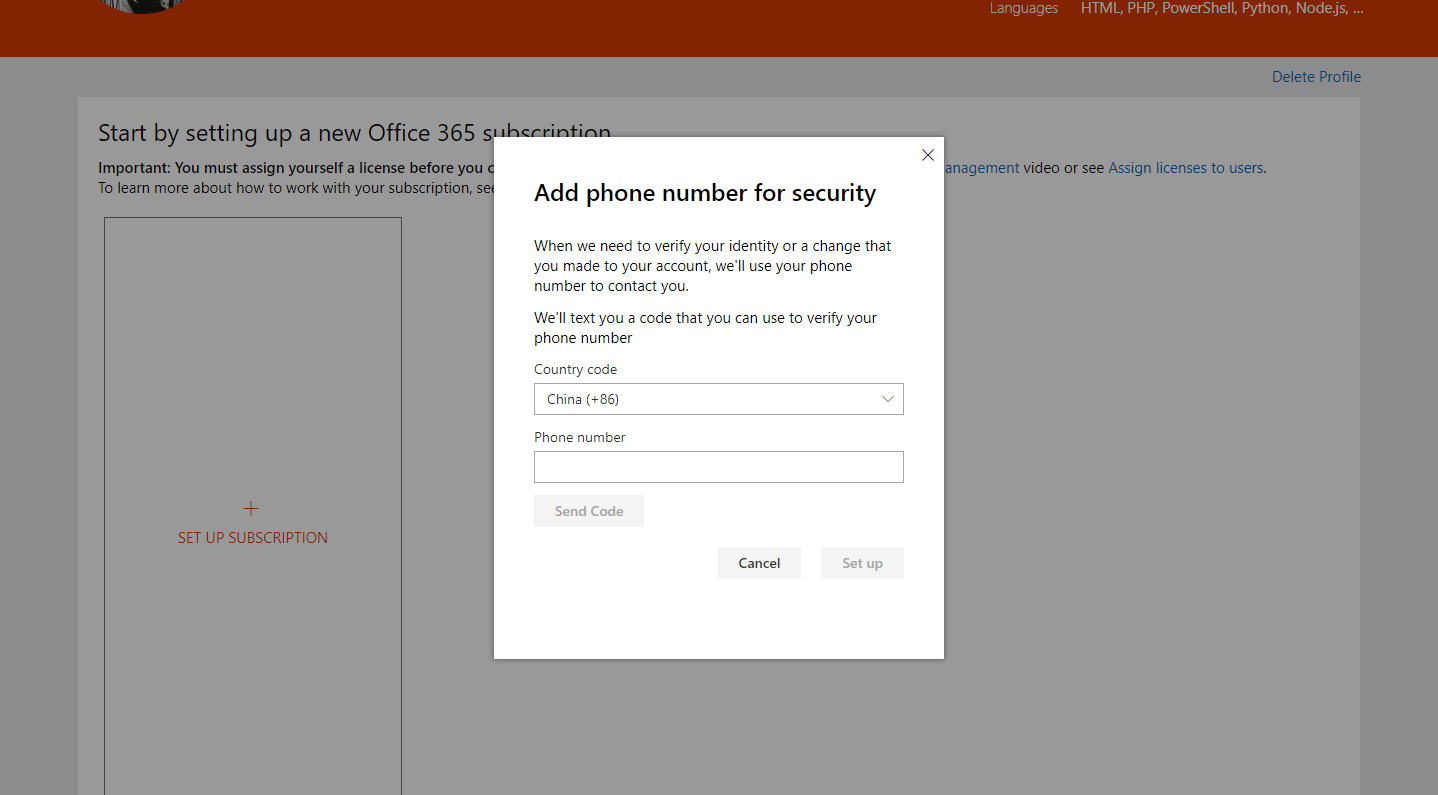 Languages HTML, PHP, PowerShell, Python, Node.js, ...
Delete Profile
Start by setting up a new Office 365 subscription
Important: You must assign yourself a license before you c
anagement video or see Assign licenses to users.
To learn more about how to work with your subscription, see
SET UP SUBSCRIPTION
Add phone number for security
When we need to verify your identity or a change that
you made to your account, we'll use your phone
number to contact you.
We'll text you a code that you can use to verify your
phone number
Country code
China (+86)
Phone number
Send Code
Cancel
Set up